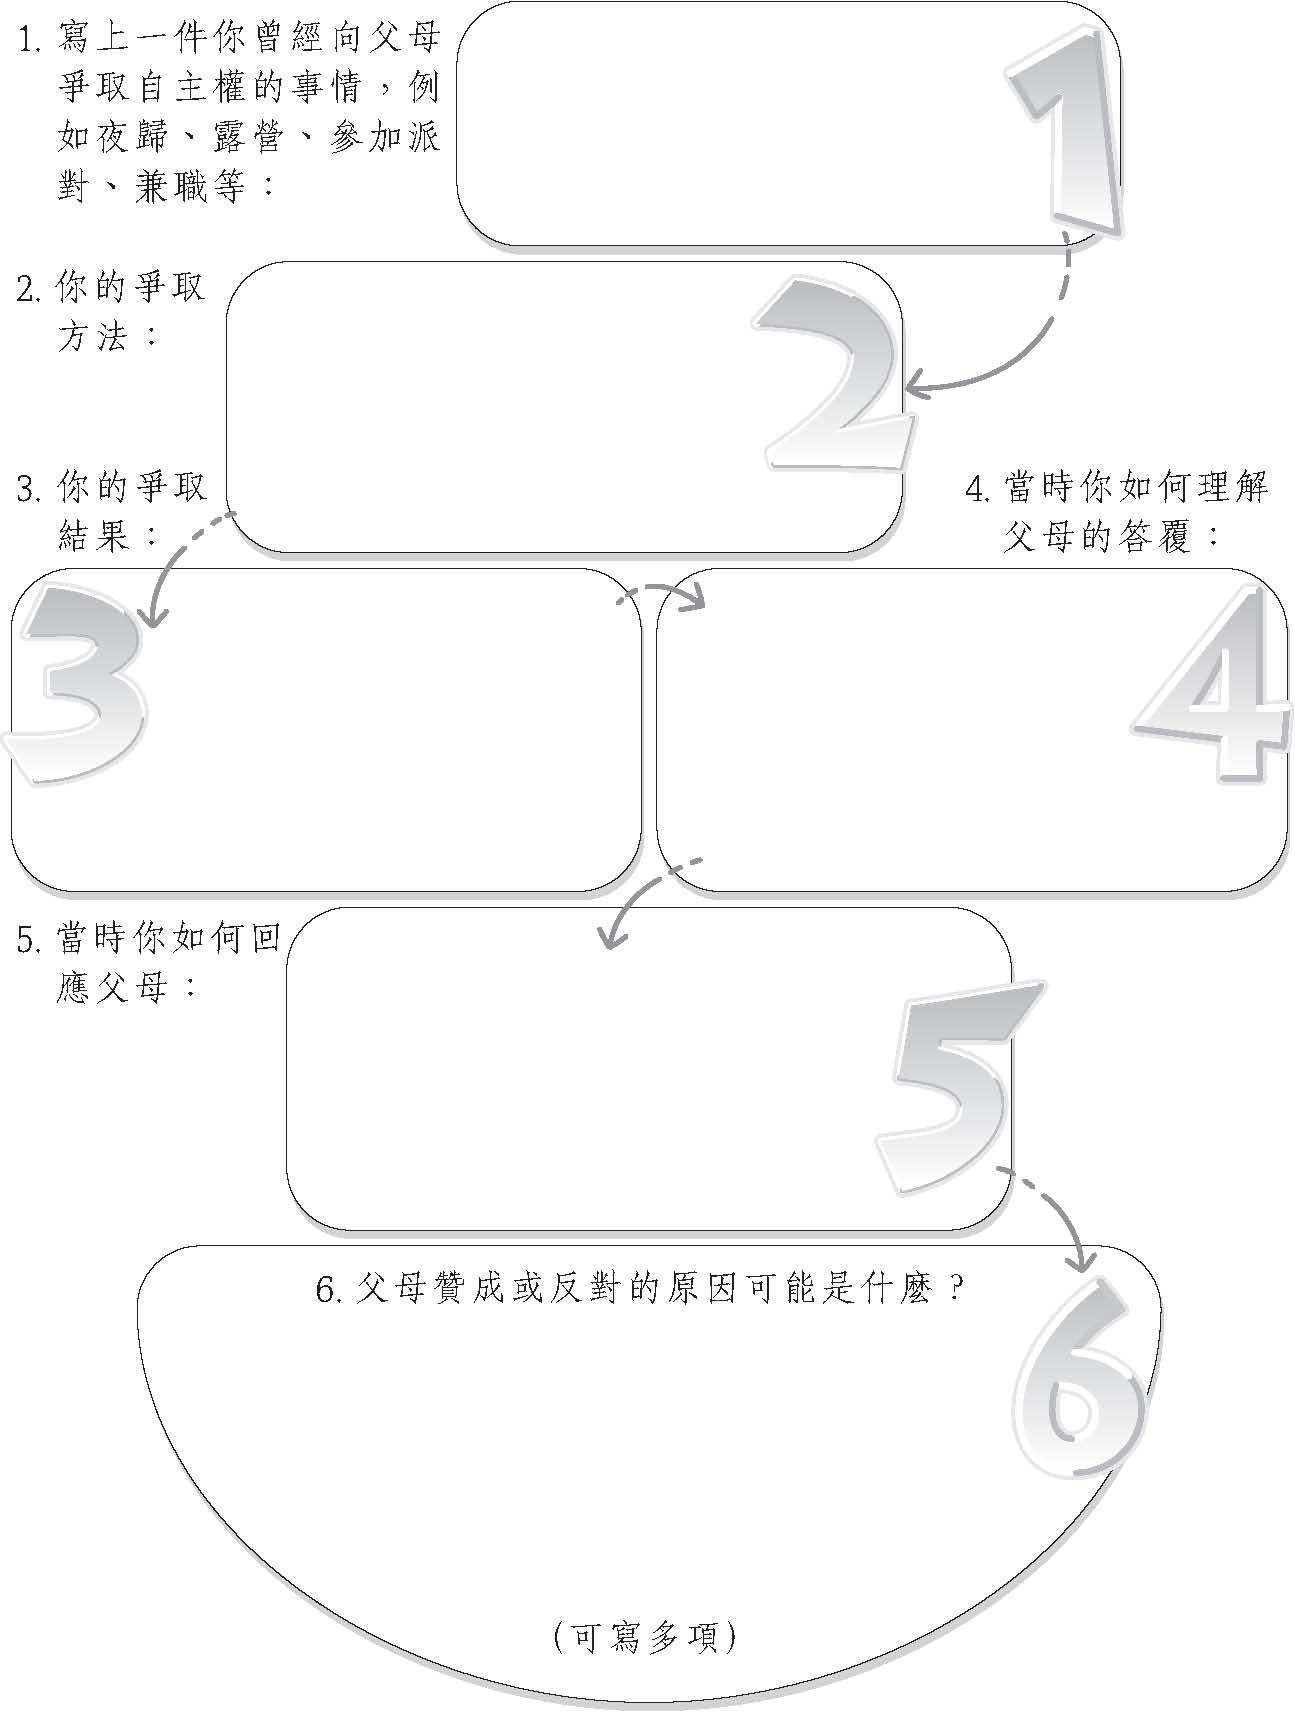 1. 寫上一件你曾經向父母
爭取自主權的事情，例
如夜歸、露營、參加派
對、兼職等：
1
2. 你的爭取
方法：
2
3. 你的爭取
結果：
3
4. 當時你如何理解
父母的答覆：
4
5. 當時你如何回
應父母：
5
6. 父母贊成或反對的原因可能是什麼？
6
(可寫多項)